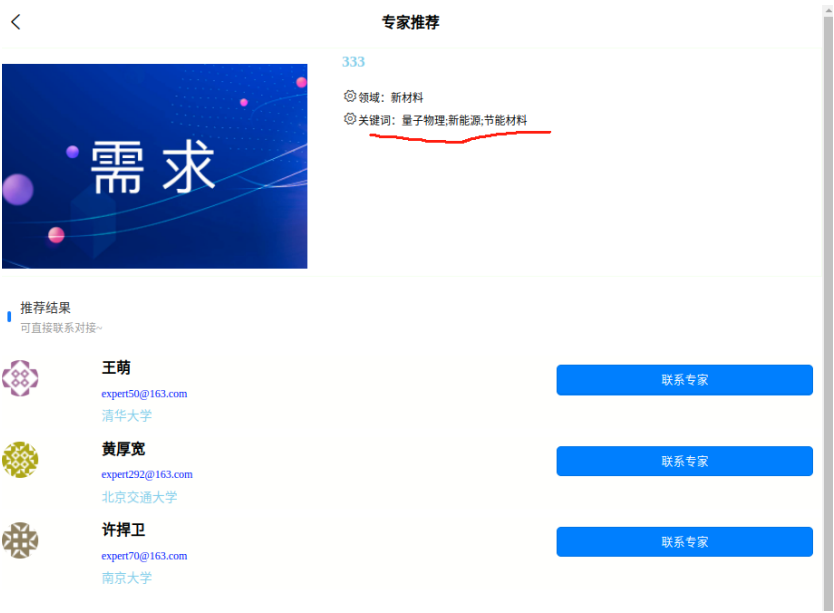 专家推荐
333
需求
领域：新材料
关键词：量子物理;新能源;节能材料
推荐结果
可直接联系对接~
王萌
expert50@163.com
清华大学
联系专家
黄厚宽
expert292@163.com
北京交通大学
联系专家
许捍卫
expert70@163.com
南京大学
联系专家